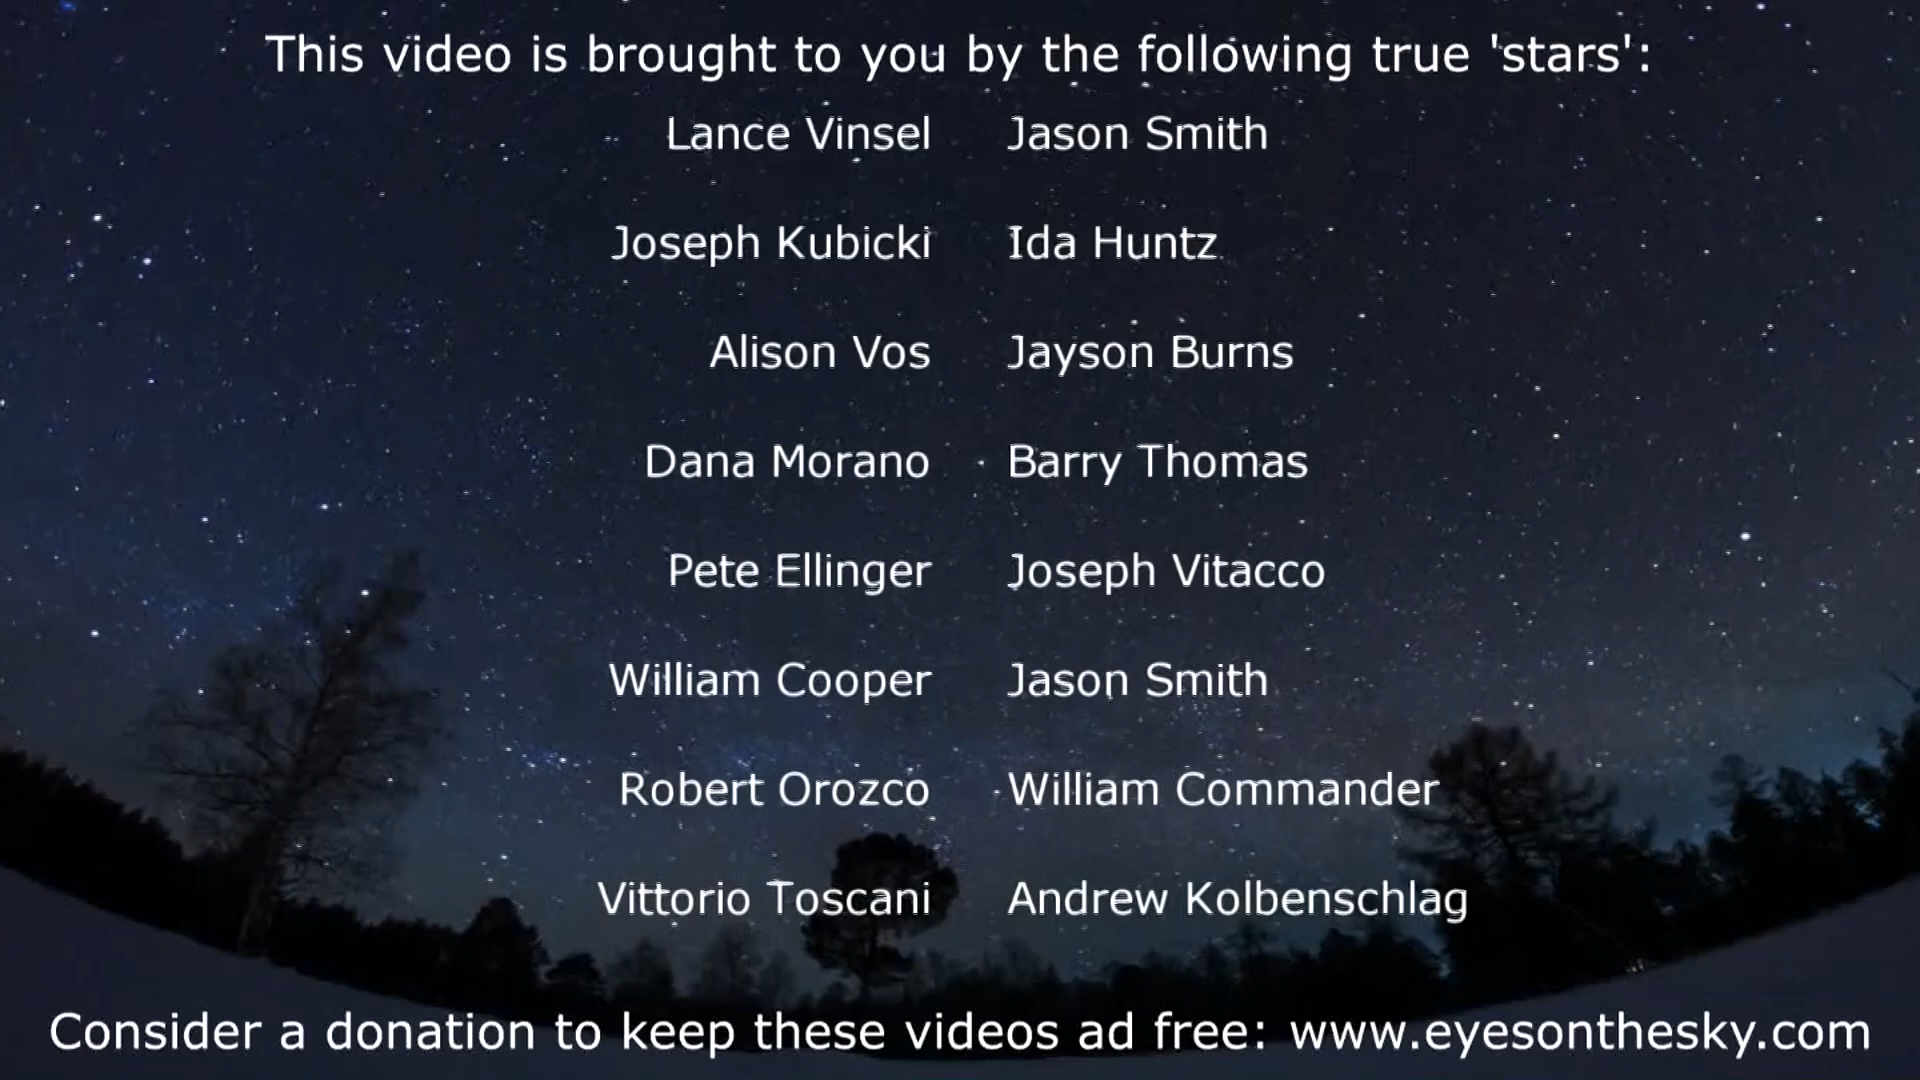 This video is brought to you by the following true 'stars':
Lance Vinsel Jason Smith
Joseph Kubicki Ida Huntz
Alison Vos Jayson Burns
Dana Morano Barry Thomas
Pete Ellinger Joseph Vitacco
William Cooper Jason Smith
Robert Orozco William Commander
Vittorio Toscani Andrew Kolbenschlag
Consider a donation to keep these videos ad free: www.eyesonthesky.com